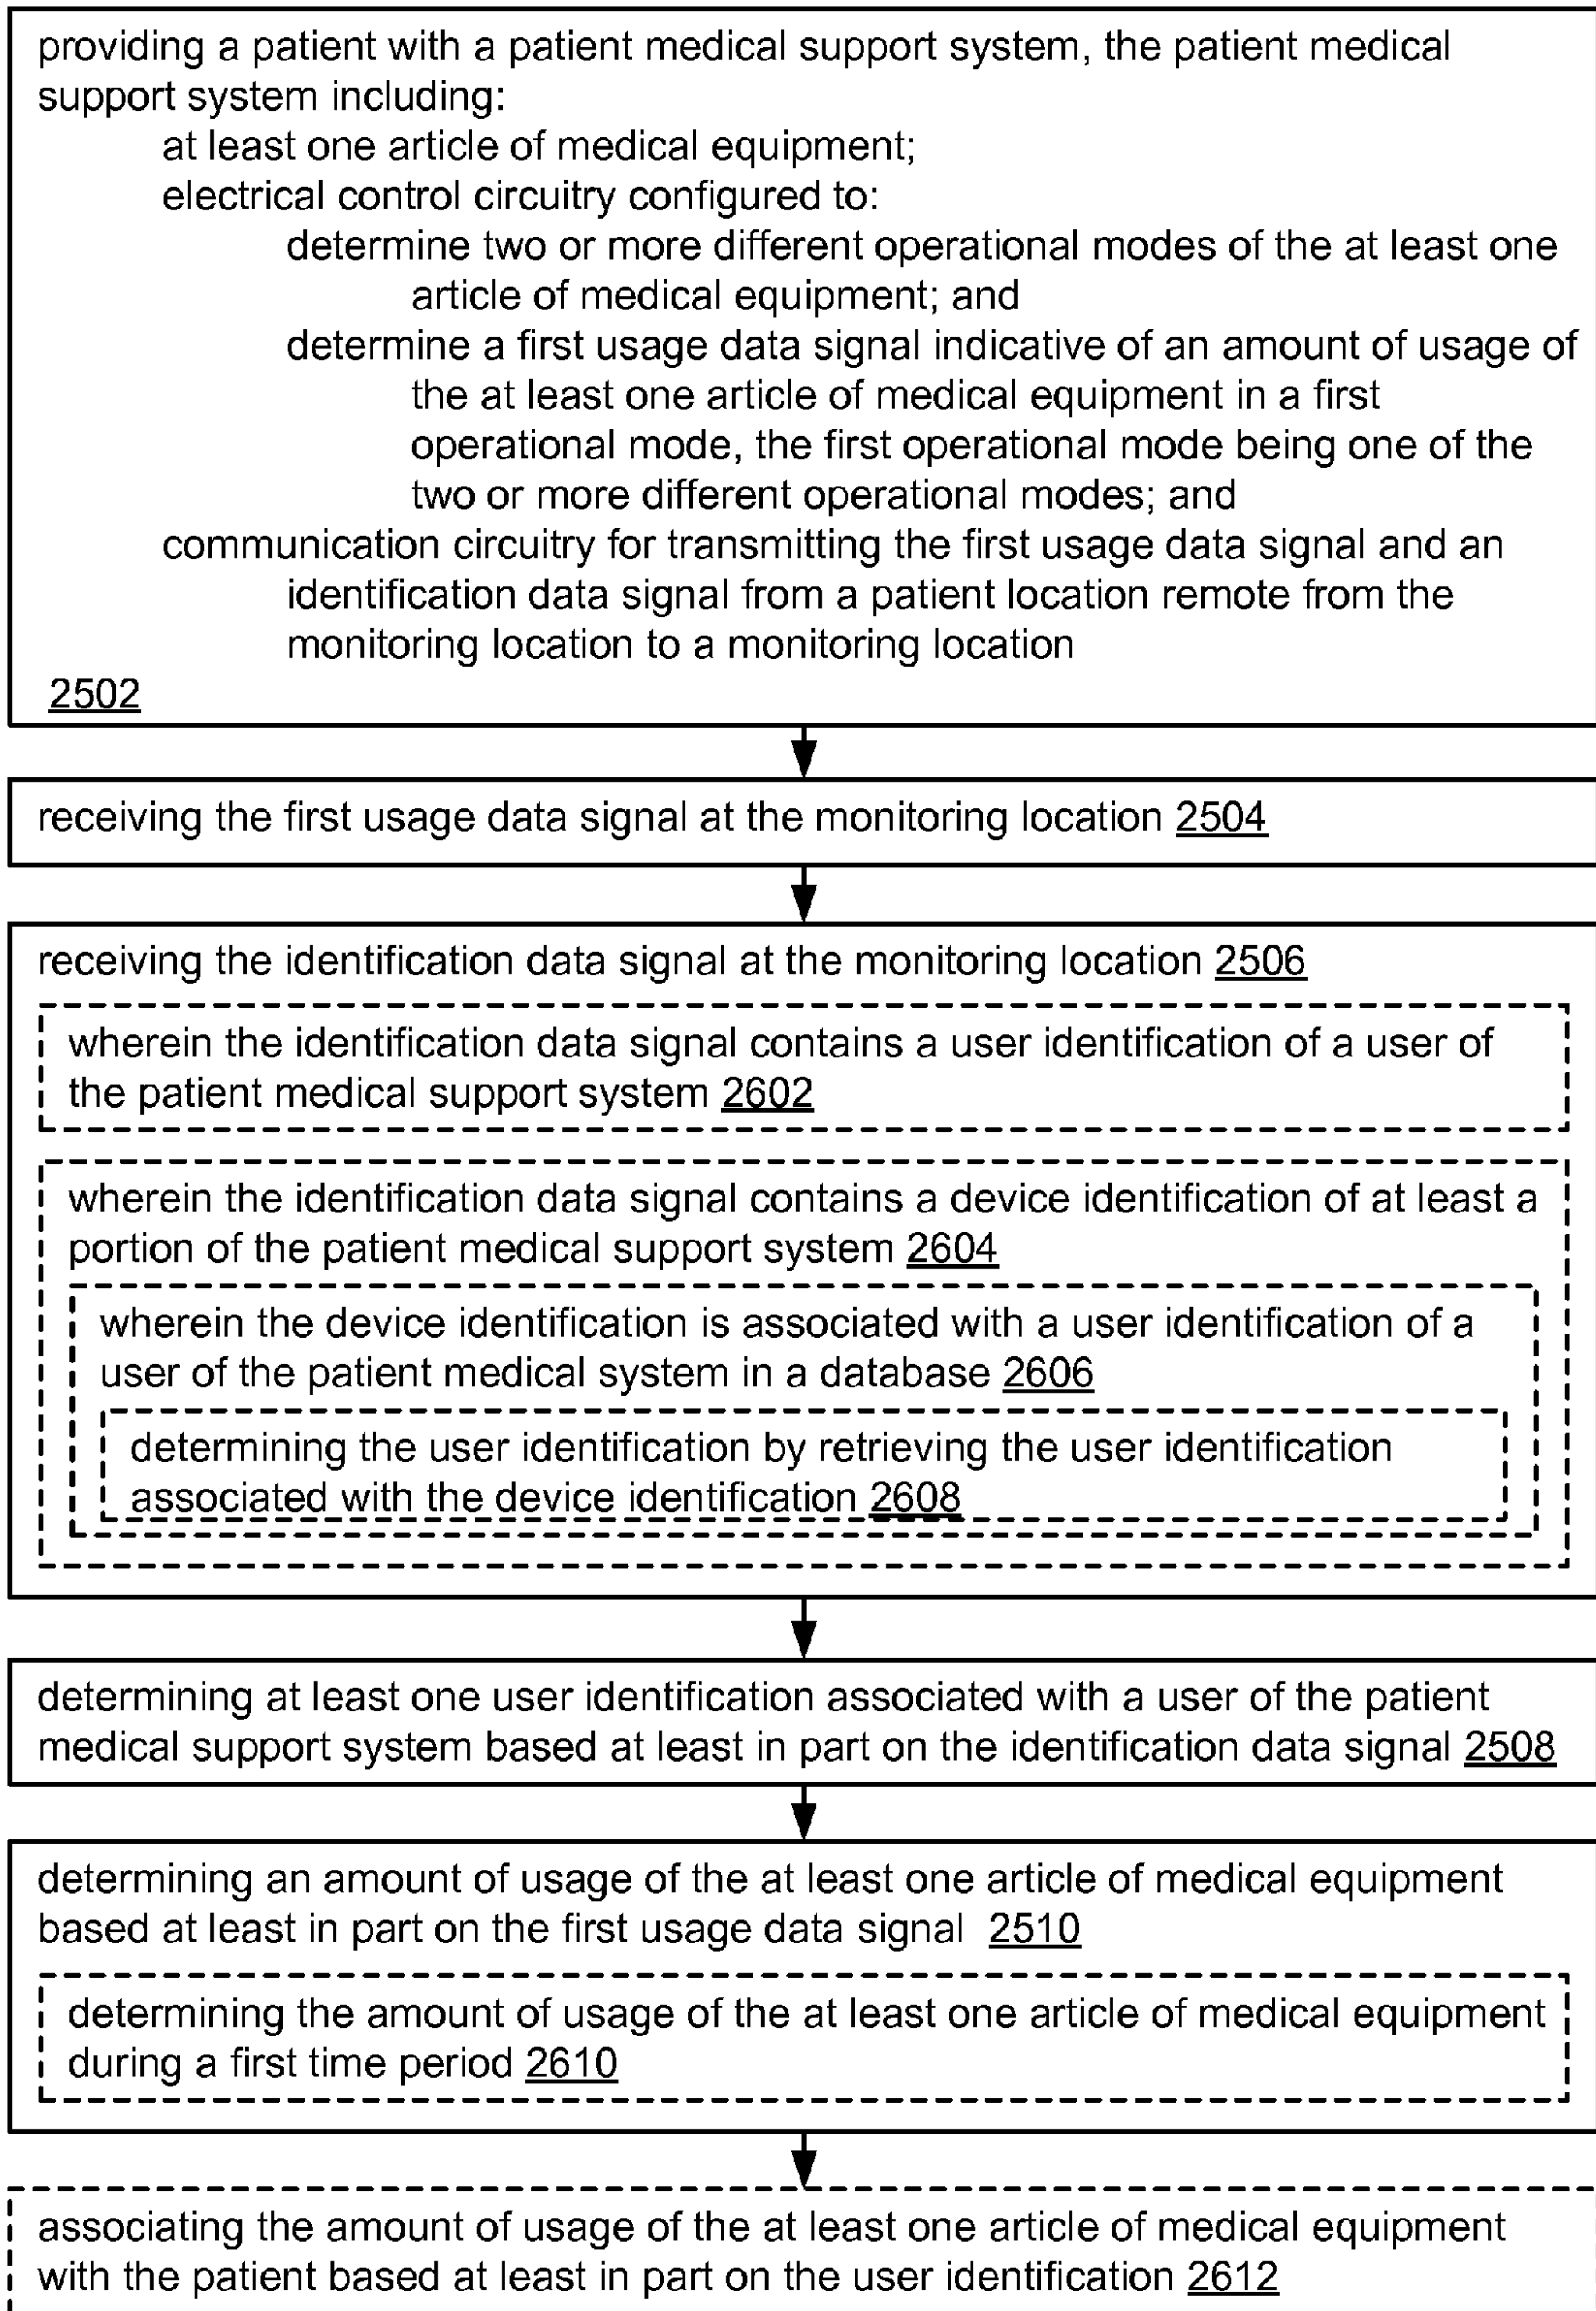 providing a patient with a patient medical support system, the patient medical
support system including:
at least one article of medical equipment;
electrical control circuitry configured to:
determine two or more different operational modes of the at least one
article of medical equipment; and
determine a first usage data signal indicative of an amount of usage of
the at least one article of medical equipment in a first
operational mode, the first operational mode being one of the
two or more different operational modes; and
communication circuitry for transmitting the first usage data signal and an
identification data signal from a patient location remote from the
monitoring location to a monitoring location
2502
receiving the first usage data signal at the monitoring location 2504
receiving the identification data signal at the monitoring location 2506
wherein the identification data signal contains a user identification of a user of
the patient medical support system 2602
wherein the identification data signal contains a device identification of at least a
portion of the patient medical support system 2604
wherein the device identification is associated with a user identification of a
user of the patient medical system in a database 2606
determining the user identification by retrieving the user identification
associated with the device identification 2608
determining at least one user identification associated with a user of the patient
medical support system based at least in part on the identification data signal 2508
determining an amount of usage of the at least one article of medical equipment
based at least in part on the first usage data signal 2510
determining the amount of usage of the at least one article of medical equipment
during a first time period 2610
associating the amount of usage of the at least one article of medical equipment
with the patient based at least in part on the user identification 2612